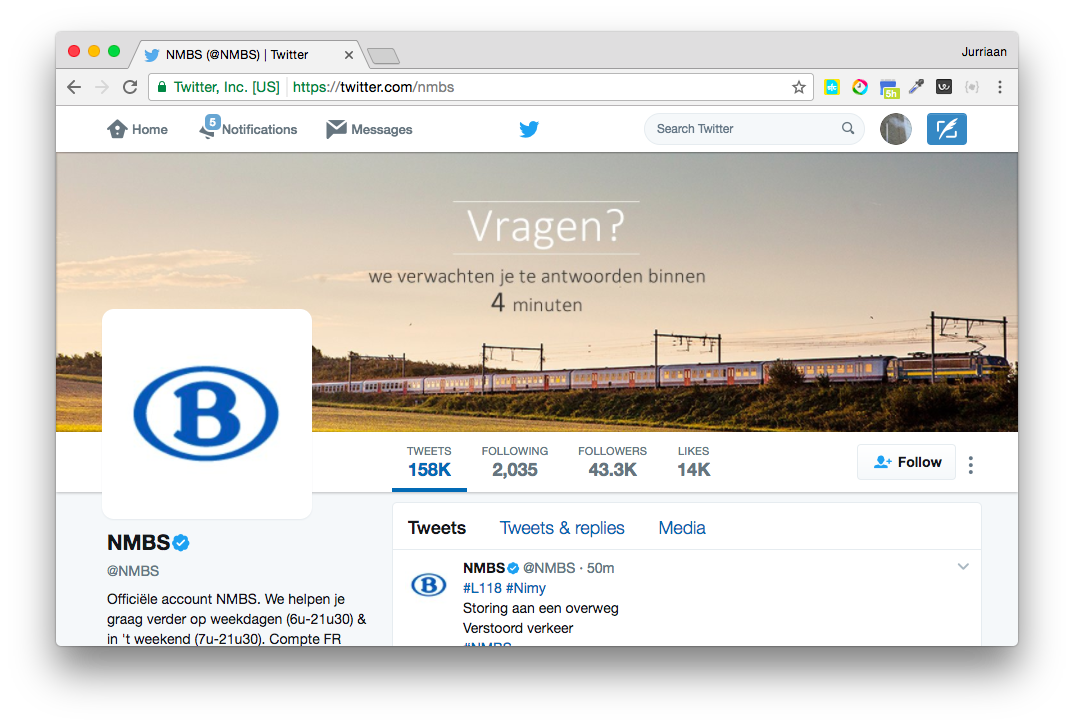 NMBS (@NMBS) | Twitter
Jurriaan
Twitter, Inc. [US] https://twitter.com/nmbs
5h
Home
5
Notifications
Messages
Search Twitter
Vragen?
we verwachten je te antwoorden binnen
4 minuten
B
TWEETS
158K
FOLLOWING
2,035
FOLLOWERS
43.3K
LIKES
14K
Follow
NMBS
@NMBS
Officiële account NMBS. We helpen je
graag verder op weekdagen (6u-21u30) &
in 't weekend (7u-21u30). Compte FR
Tweets Tweets & replies Media
B
NMBS @NMBS · 50m
#L118 #Nimy
Storing aan een overweg
Verstoord verkeer
#NMBS